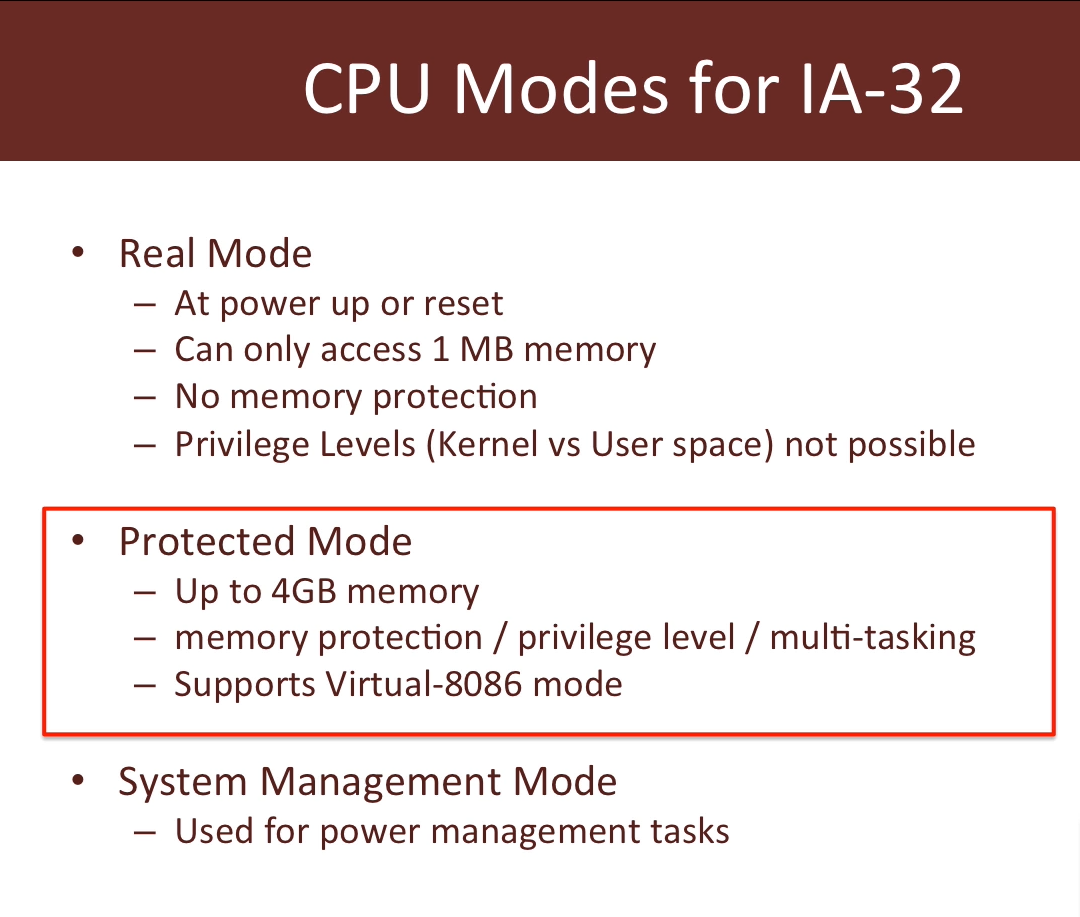 CPU Modes for IA-32
• Real Mode
– At power up or reset
– Can only access 1 MB memory
– No memory protection
– Privilege Levels (Kernel vs User space) not possible
• Protected Mode
– Up to 4GB memory
– memory protection / privilege level / multi-tasking
– Supports Virtual-8086 mode
• System Management Mode
– Used for power management tasks